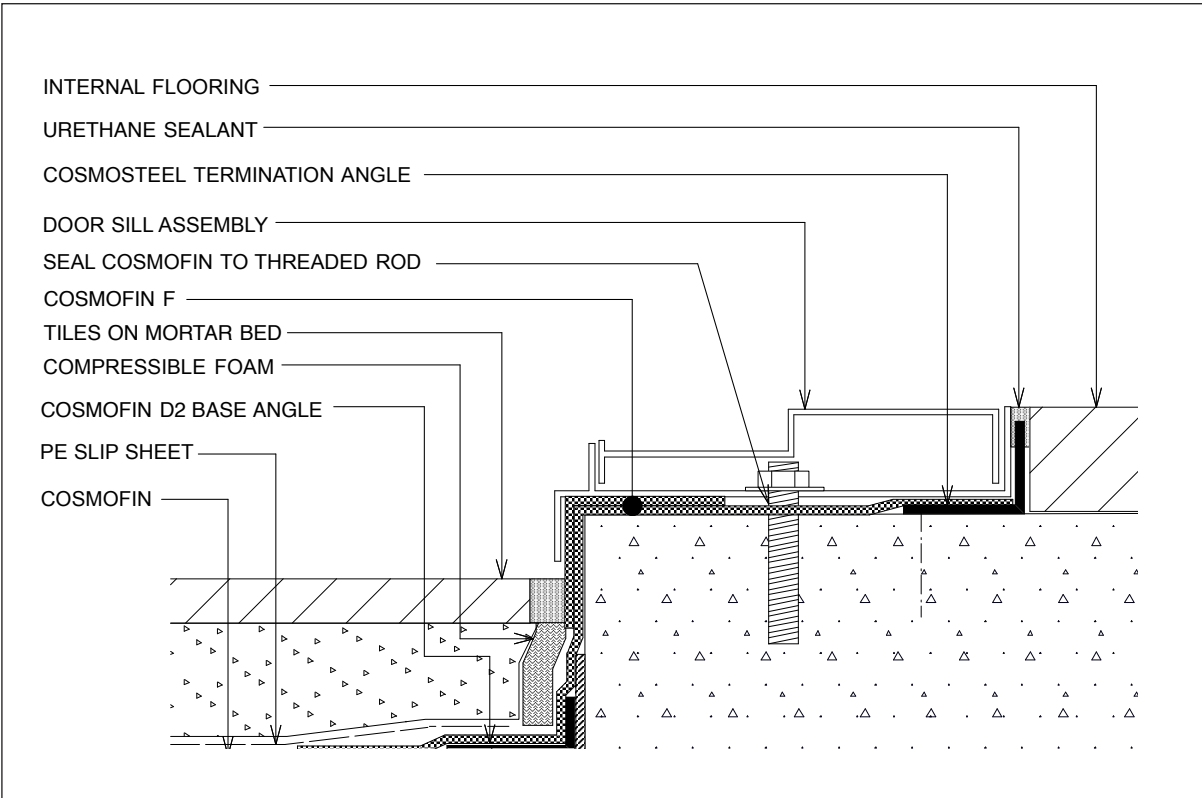 INTERNAL FLOORING
URETHANE SEALANT
COSMOSTEEL TERMINATION ANGLE
DOOR SILL ASSEMBLY
SEAL COSMOFIN TO THREADED ROD
COSMOFIN F
TILES ON MORTAR BED
COMPRESSIBLE FOAM
COSMOFIN D2 BASE ANGLE
PE SLIP SHEET
COSMOFIN